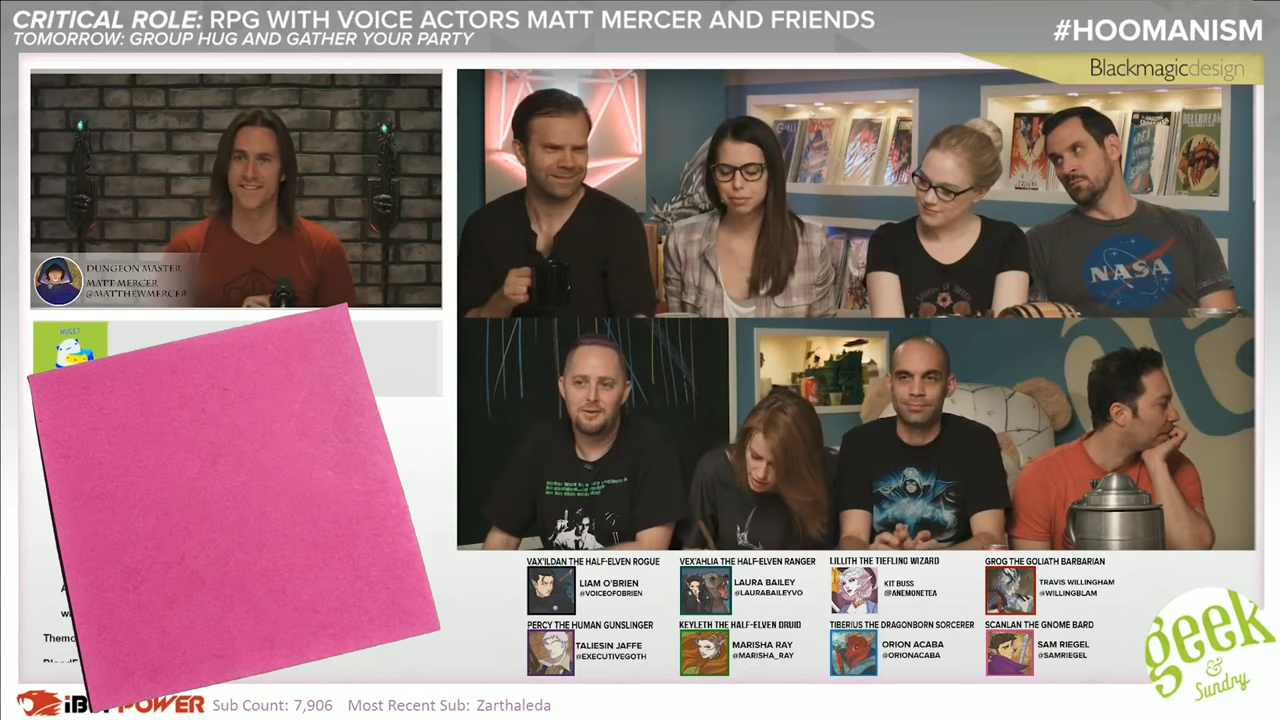 CRITICAL ROLE: RPG WITH VOICE ACTORS MATT MERCER AND FRIENDS
TOMORROW: GROUP HUG AND GATHER YOUR PARTY
#HOOMANISM
Blackmagicdesign
DUNGEON MASTER
MATT MERCER
@MATTHEWMERCER
HUGE?
NASA
VAX'ILDAN THE HALF-ELVEN ROGUE
LIAM O'BRIEN
@VOICEOFOBRIEN
VEX'AHLIA THE HALF-ELVEN RANGER
LAURA BAILEY
@LAURABAILEYVO
LILLITH THE TIEFLING WIZARD
KIT BUSS
@ANEMONETEA
GROG THE GOLIATH BARBARIAN
TRAVIS WILLINGHAM
@WILLINGBLAM
PERCY THE HUMAN GUNSLINGER
TALIESIN JAFFE
@EXECUTIVEGOTH
KEYLETH THE HALF-ELVEN DRUID
MARISHA RAY
@MARISHA_RAY
TIBERIUS THE DRAGONBORN SORCERER
ORION ACABA
@ORIONACABA
SCANLAN THE GNOME BARD
SAM RIEGEL
@SAMRIEGEL
geek
&
Sundry
POWER
Sub Count: 7,906 Most Recent Sub: Zarthaleda